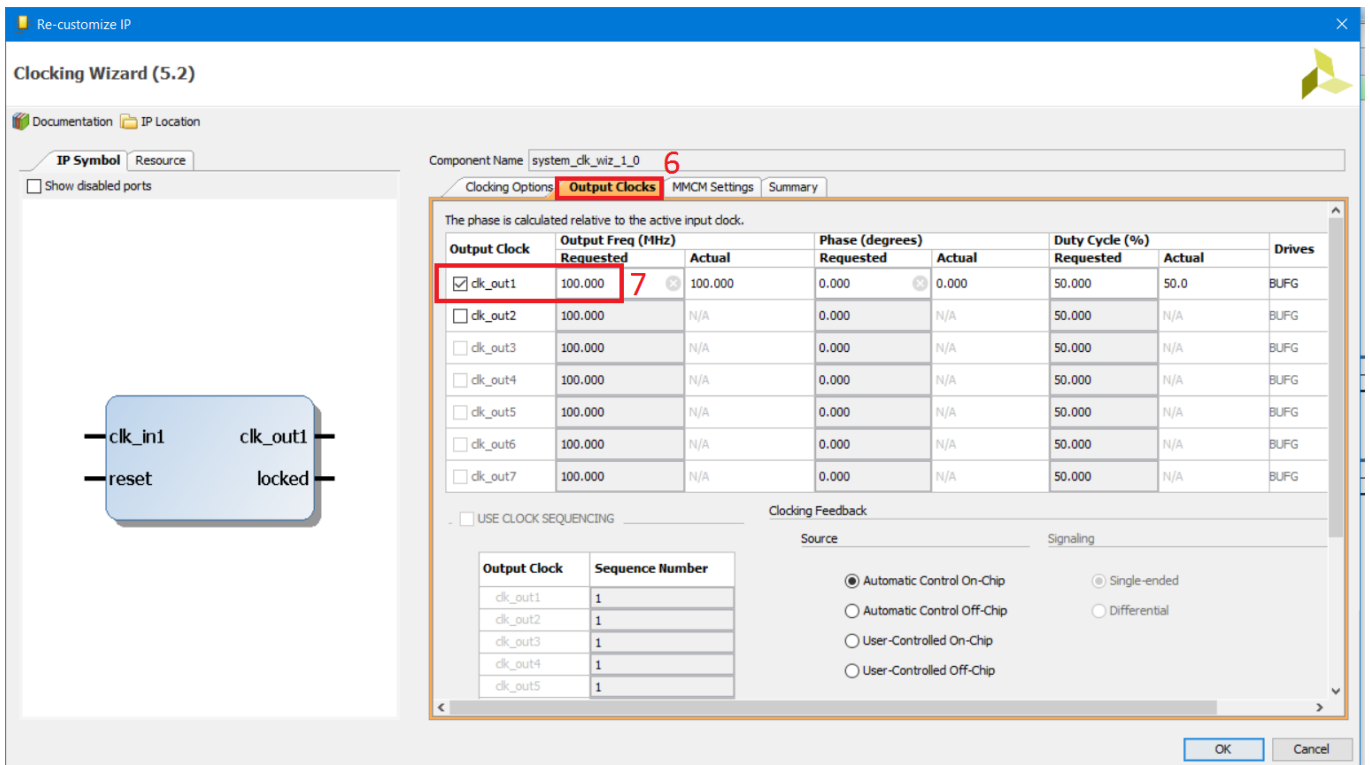 Re-customize IP
Clocking Wizard (5.2)
Documentation IP Location
IP Symbol Resource
Show disabled ports
clk_in1 clk_out1
reset locked
Component Name system_clk_wiz_1_0 6
Clocking Options Output Clocks MMCM Settings Summary
The phase is calculated relative to the active input clock.
Output Clock Output Freq (MHz) Phase (degrees) Duty Cycle (%) Drives
Requested Actual Requested Actual Requested Actual
clk_out1 100.000 7 100.000 0.000 0.000 50.000 50.0 BUFG
clk_out2 100.000 N/A 0.000 N/A 50.000 N/A BUFG
clk_out3 100.000 N/A 0.000 N/A 50.000 N/A BUFG
clk_out4 100.000 N/A 0.000 N/A 50.000 N/A BUFG
clk_out5 100.000 N/A 0.000 N/A 50.000 N/A BUFG
clk_out6 100.000 N/A 0.000 N/A 50.000 N/A BUFG
clk_out7 100.000 N/A 0.000 N/A 50.000 N/A BUFG
USE CLOCK SEQUENCING
Output Clock Sequence Number
clk_out1 1
clk_out2 1
clk_out3 1
clk_out4 1
clk_out5 1
Clocking Feedback
Source Signaling
Automatic Control On-Chip Single-ended
Automatic Control Off-Chip Differential
User-Controlled On-Chip
User-Controlled Off-Chip
OK Cancel